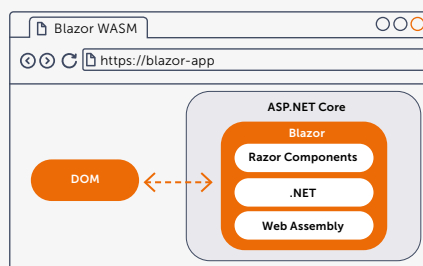 Blazor WASM
https://blazor-app
ASP.NET Core
Blazor
Razor Components
DOM
.NET
Web Assembly